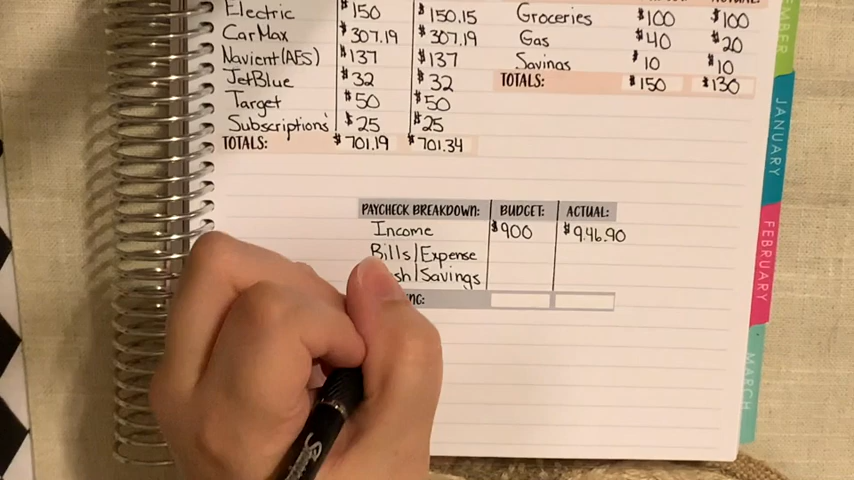 Electric $150 $150.15
CarMax $307.19 $307.19
Navient (AES) $137 $137
JetBlue $32 $32
Target $50 $50
Subscriptions $25 $25
TOTALS: $701.19 $701.34
Groceries $100 $100
Gas $40 $20
Savings $10 $10
TOTALS: $150 $130
PAYCHECK BREAKDOWN: BUDGET: ACTUAL:
Income $900 $946.90
Bills/Expense
Savings
JANUARY
FEBRUARY
MARCH